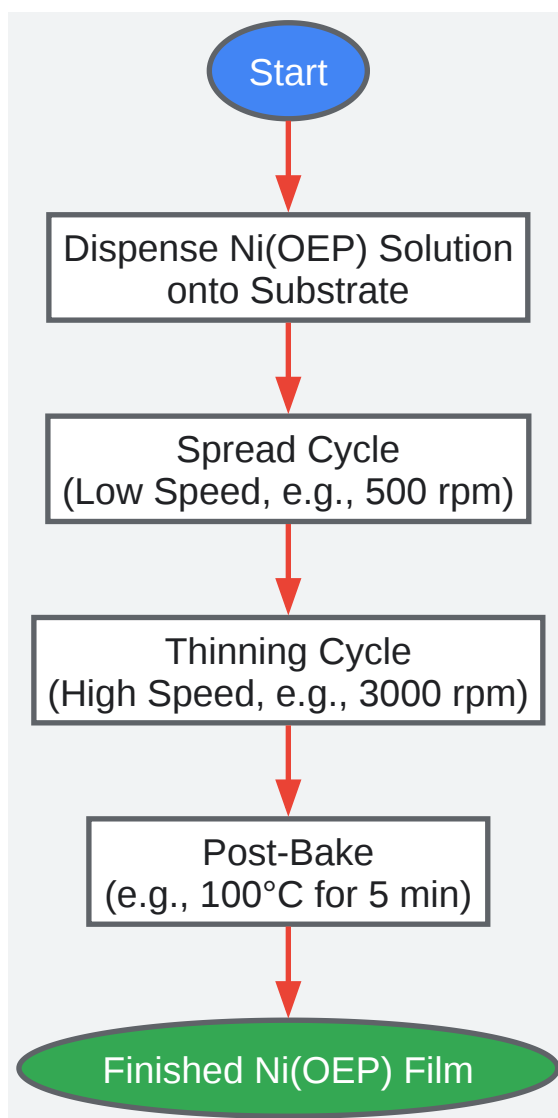 Start
Dispense Ni(OEP) Solution
onto Substrate
Spread Cycle
(Low Speed, e.g., 500 rpm)
Thinning Cycle
(High Speed, e.g., 3000 rpm)
Post-Bake
(e.g., 100°C for 5 min)
Finished Ni(OEP) Film